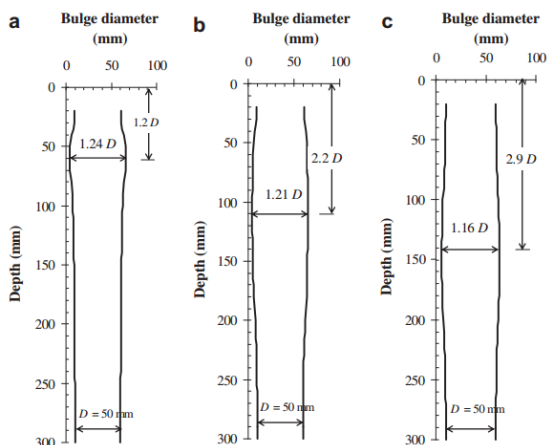 a
Bulge diameter
(mm)
0 50 100
0
50
100
150
200
250
300
Depth (mm)
1.2 D
1.24 D
D = 50 mm
b
Bulge diameter
(mm)
0 50 100
0
50
100
150
200
250
300
Depth (mm)
2.2 D
1.21 D
D = 50 mm
c
Bulge diameter
(mm)
0 50 100
0
50
100
150
200
250
300
Depth (mm)
2.9 D
1.16 D
D = 50 mm